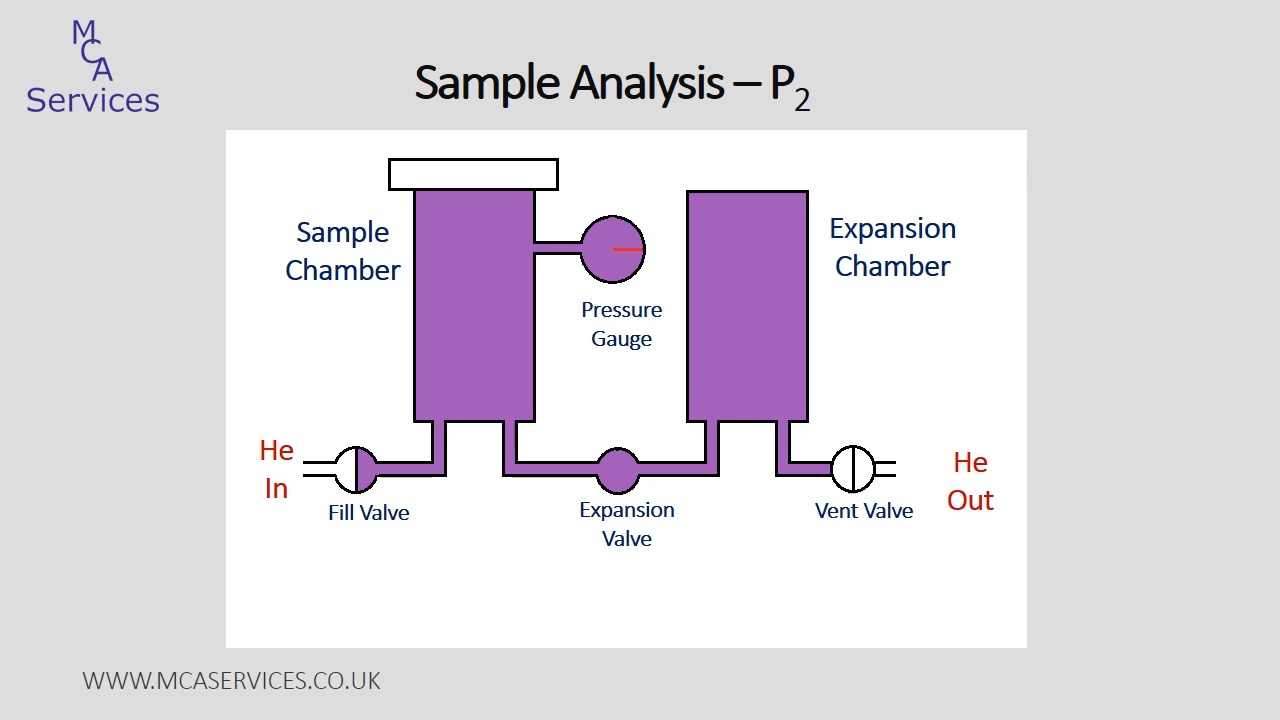 M
C
A
Services
Sample Analysis – P2
Sample
Chamber
Expansion
Chamber
Pressure
Gauge
He
In
He
Out
Fill Valve
Expansion
Valve
Vent Valve
WWW.MCASERVICES.CO.UK